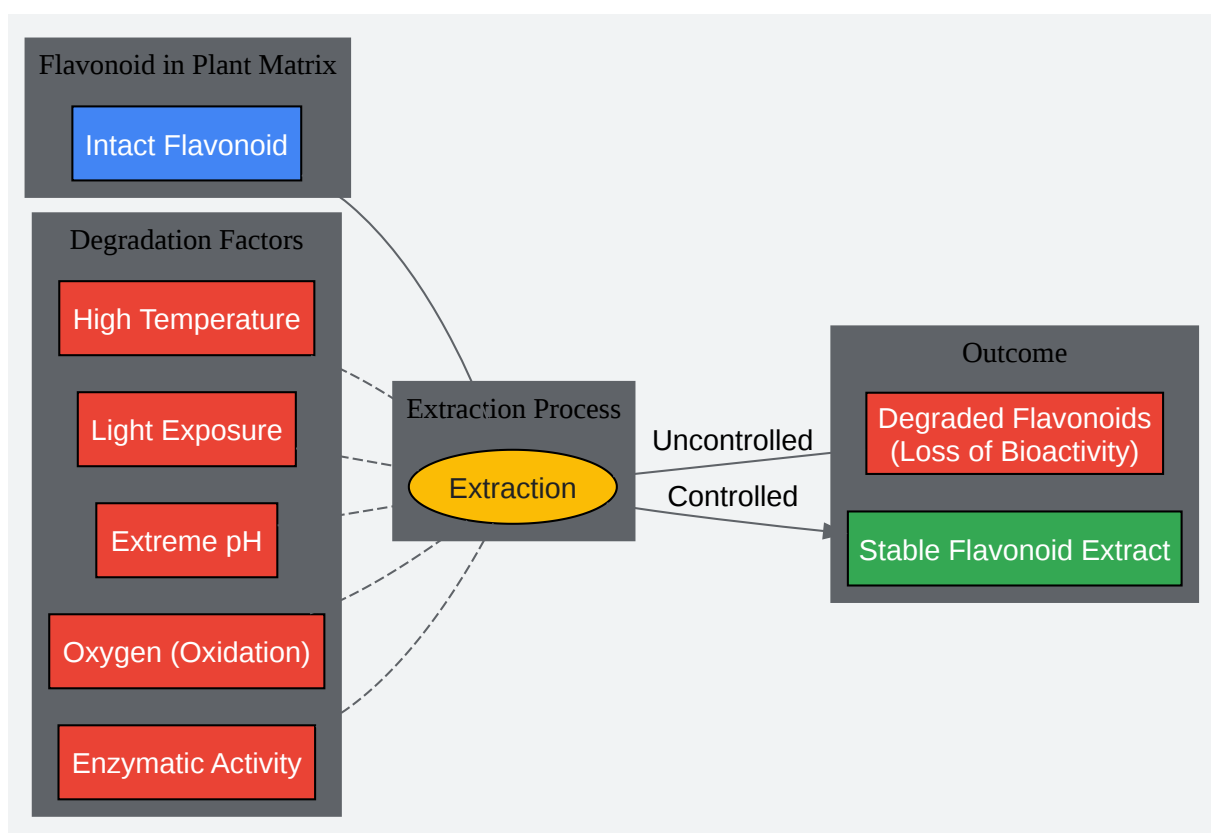 Flavonoid in Plant Matrix
Intact Flavonoid
Degradation Factors
High Temperature
Light Exposure
Extreme pH
Oxygen (Oxidation)
Enzymatic Activity
Extraction Process
Extraction
Uncontrolled
Controlled
Outcome
Degraded Flavonoids
(Loss of Bioactivity)
Stable Flavonoid Extract